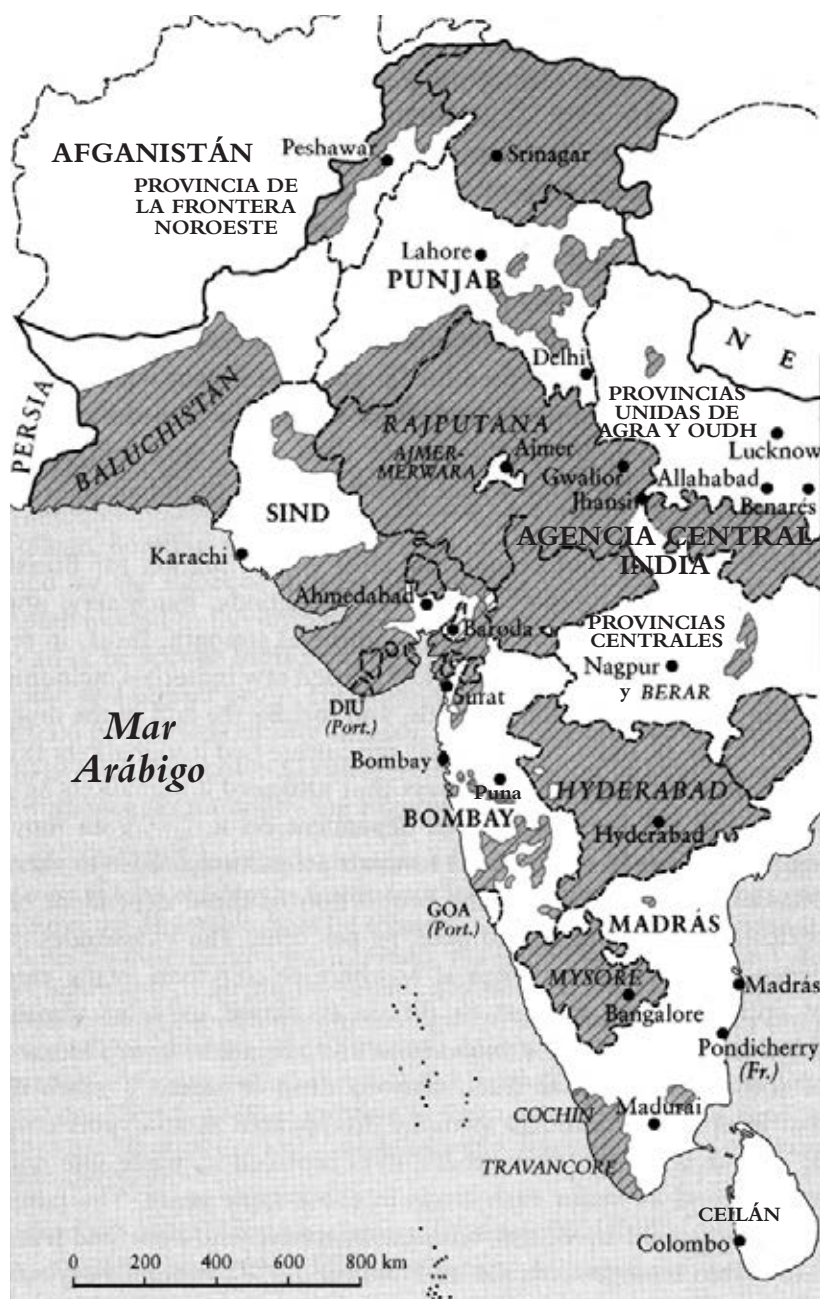 AFGANISTÁN
Peshawar
Srinagar
PROVINCIA DE
LA FRONTERA
NOROESTE
Lahore
PUNJAB
Delhi
N E
PERSIA
BALUCHISTÁN
RAJPUTANA
AJMER-
MERWARA
Ajmer
PROVINCIAS
UNIDAS DE
AGRA Y OUDH
Lucknow
Gwalior
Allahabad
Jhansi
Benarés
SIND
Karachi
AGENCIA CENTRAL
INDIA
Ahmedabad
Baroda
PROVINCIAS
CENTRALES
Nagpur
y BERAR
Surat
DIU
(Port.)
Mar
Arábigo
Bombay
Puna
BOMBAY
HYDERABAD
Hyderabad
GOA
(Port.)
MADRÁS
MYSORE
Bangalore
Madrás
Pondicherry
(Fr.)
COCHIN
Madurai
TRAVANCORE
CEILÁN
Colombo
0 200 400 600 800 km